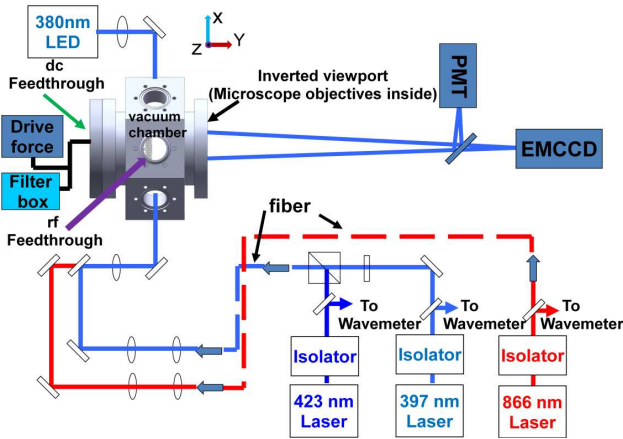 380nm
LED
X
Y
Z
dc
Feedthrough
Inverted viewport
(Microscope objectives inside)
PMT
vacuum
chamber
Drive
force
EMCCD
Filter
box
rf
Feedthrough
fiber
To
Wavemeter
To
Wavemeter
To
Wavemeter
Isolator
Isolator
Isolator
423 nm
Laser
397 nm
Laser
866 nm
Laser